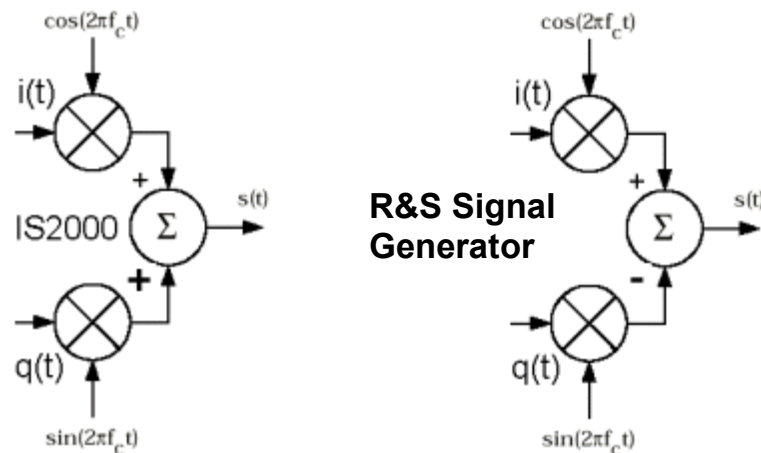 cos(2πf_c t)
i(t)
+
IS2000
Σ
s(t)
+
q(t)
sin(2πf_c t)
cos(2πf_c t)
i(t)
+
R&S Signal
Generator
Σ
s(t)
-
q(t)
sin(2πf_c t)